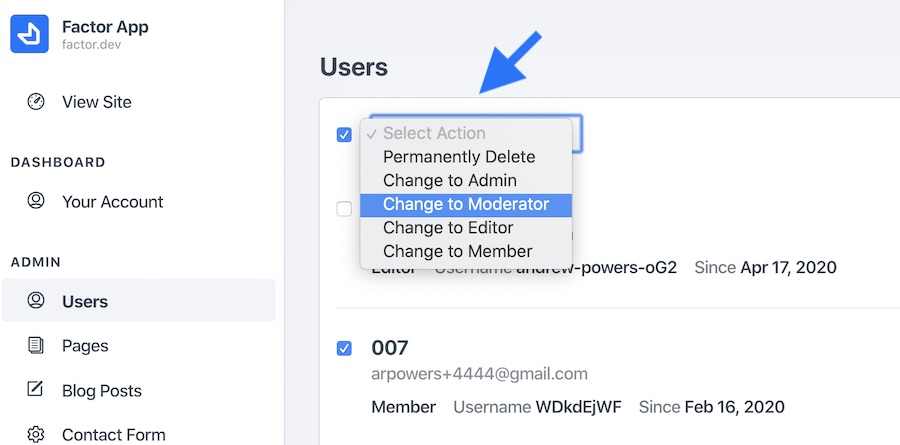 Factor App
factor.dev
View Site
DASHBOARD
Your Account
ADMIN
Users
Pages
Blog Posts
Contact Form
Users
✓ Select Action
Permanently Delete
Change to Admin
Change to Moderator
Change to Editor
Change to Member
Editor Username andrew-powers-oG2 Since Apr 17, 2020
007
arpowers+4444@gmail.com
Member Username WDkdEjWF Since Feb 16, 2020